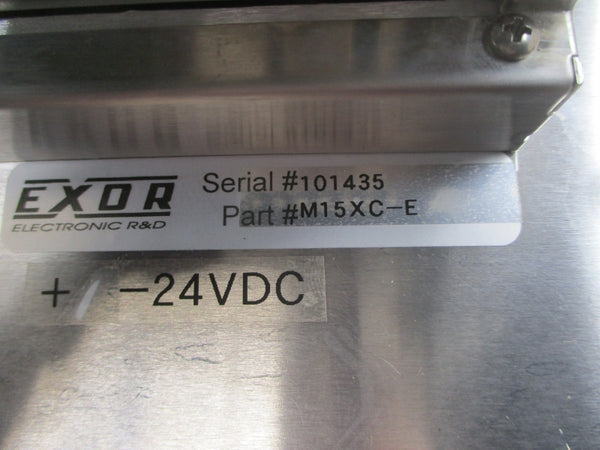 EXOR
ELECTRONIC R&D
Serial #101435
Part #M15XC-E
+ -24VDC